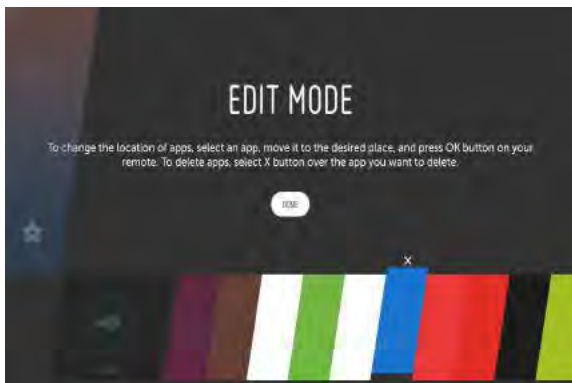 EDIT MODE
To change the location of apps, select an app, move it to the desired place, and press OK button on your
remote. To delete apps, select X button over the app you want to delete.
DONE
X